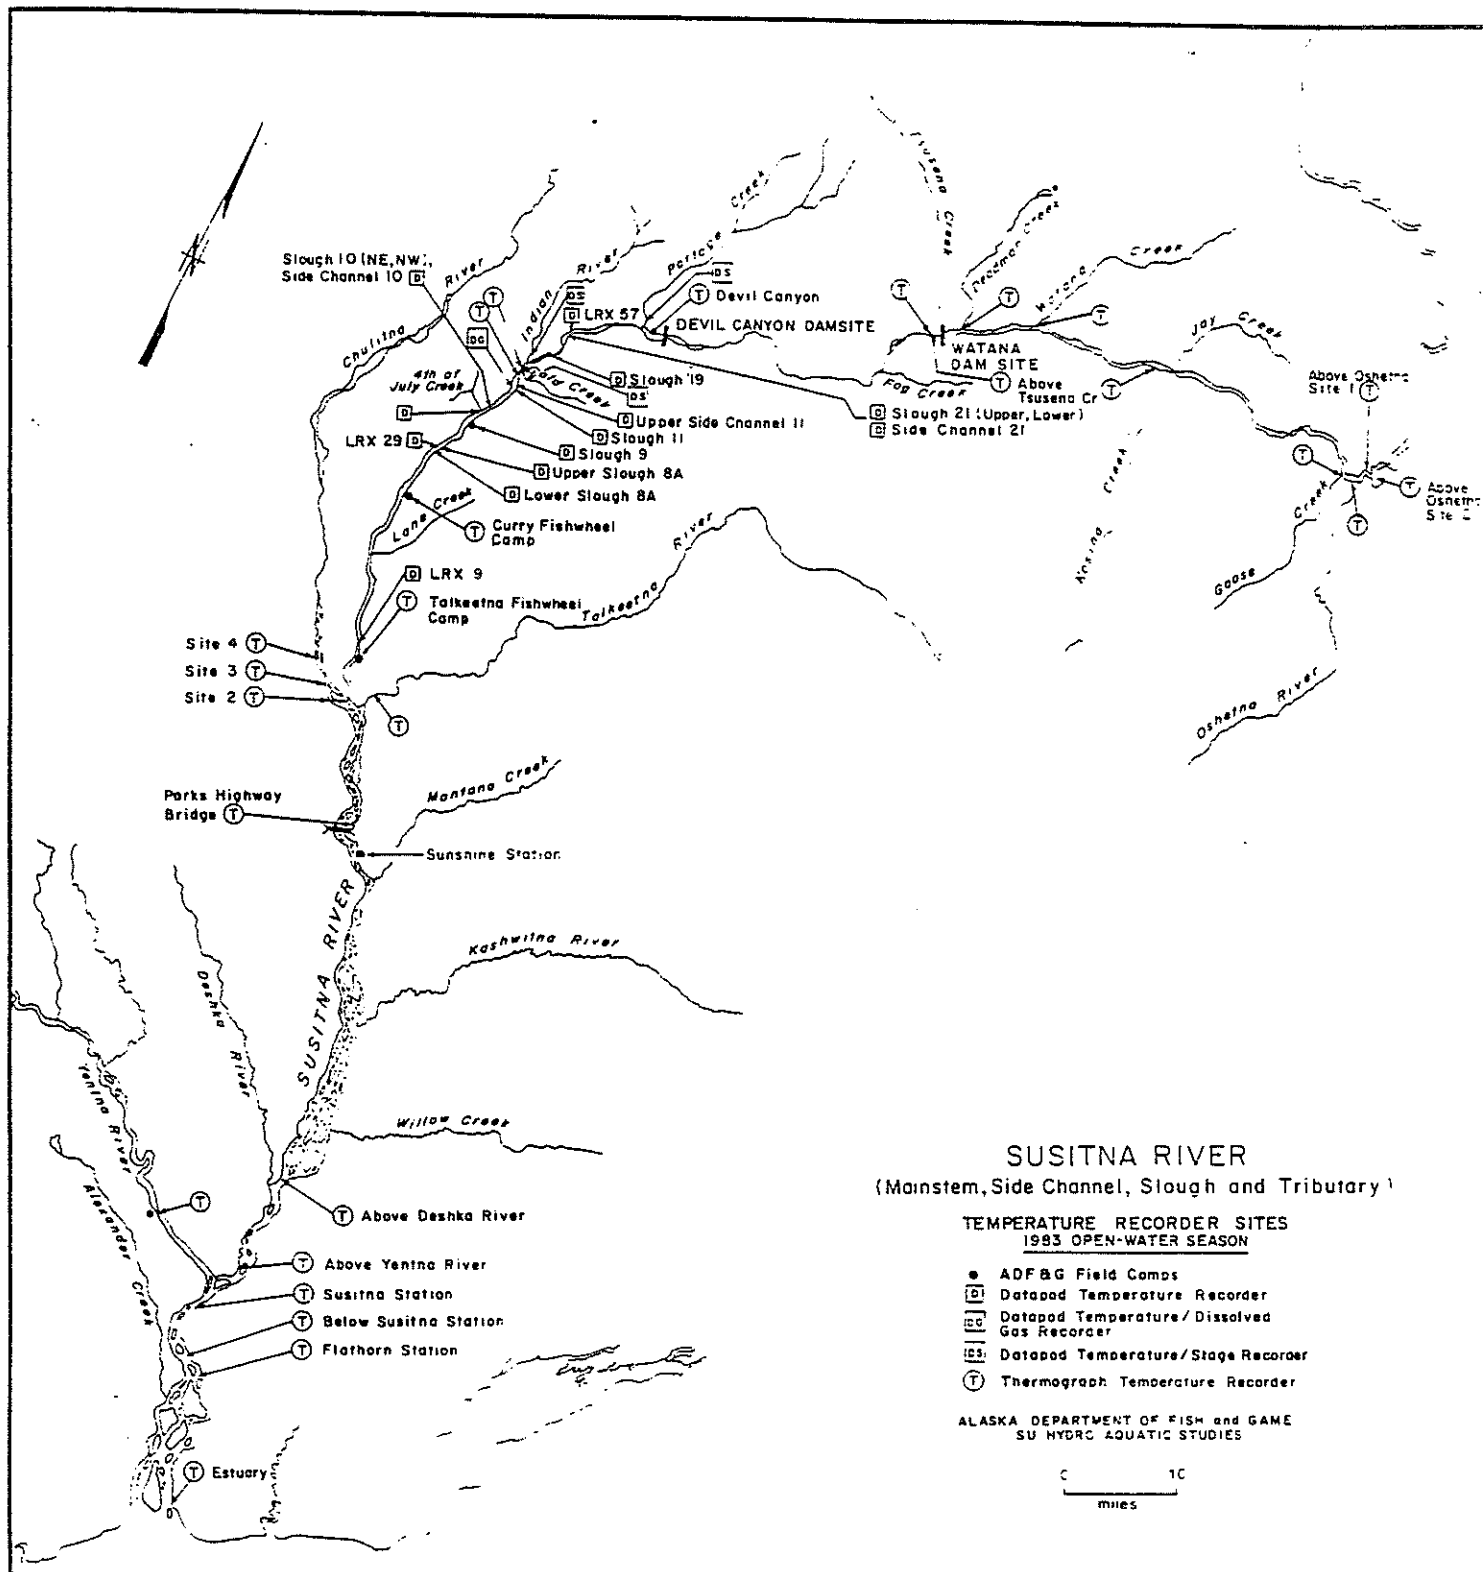 Tsusena Creek
Deadman Creek
Watana Creek
Jay Creek
Portage Creek
Indian River
Chulitna River
Slough 10 (NE, NW),
Side Channel 10 D
T
T
DS
DS
DG
D LRX 57
T Devil Canyon
DEVIL CANYON DAMSITE
T
T
T
WATANA
DAM SITE
4th of
July Creek
Gold Creek
D Slough 19
DS
Fog Creek
T Above
Tsusena Cr T
Above Oshetna
Site 1 T
D
D Upper Side Channel 11
D Slough 21 (Upper, Lower)
D Side Channel 21
LRX 29 D
D Slough 11
D Slough 9
D Upper Slough 8A
D Lower Slough 8A
Kosina Creek
T
T Above
Oshetna
Site 2
T
Goose Creek
Lane Creek
T Curry Fishwheel
Camp
Talkeetna River
D LRX 9
T Talkeetna Fishwheel
Camp
Site 4 T
Site 3 T
Site 2 T
T
Oshetna River
Montana Creek
Parks Highway
Bridge T
Sunshine Station
SUSITNA RIVER
Kashwitna River
Deshka River
Yentna River
Willow Creek
Alexander Creek
T
T Above Deshka River
T Above Yentna River
T Susitna Station
T Below Susitna Station
T Flathorn Station
T Estuary
SUSITNA RIVER
(Mainstem, Side Channel, Slough and Tributary)
TEMPERATURE RECORDER SITES
1983 OPEN-WATER SEASON
ADF&G Field Camps
D Datapod Temperature Recorder
DG Datapod Temperature/Dissolved
Gas Recorder
DS Datapod Temperature/Stage Recorder
T Thermograph Temperature Recorder
ALASKA DEPARTMENT OF FISH and GAME
SU HYDRO AQUATIC STUDIES
0 10
miles